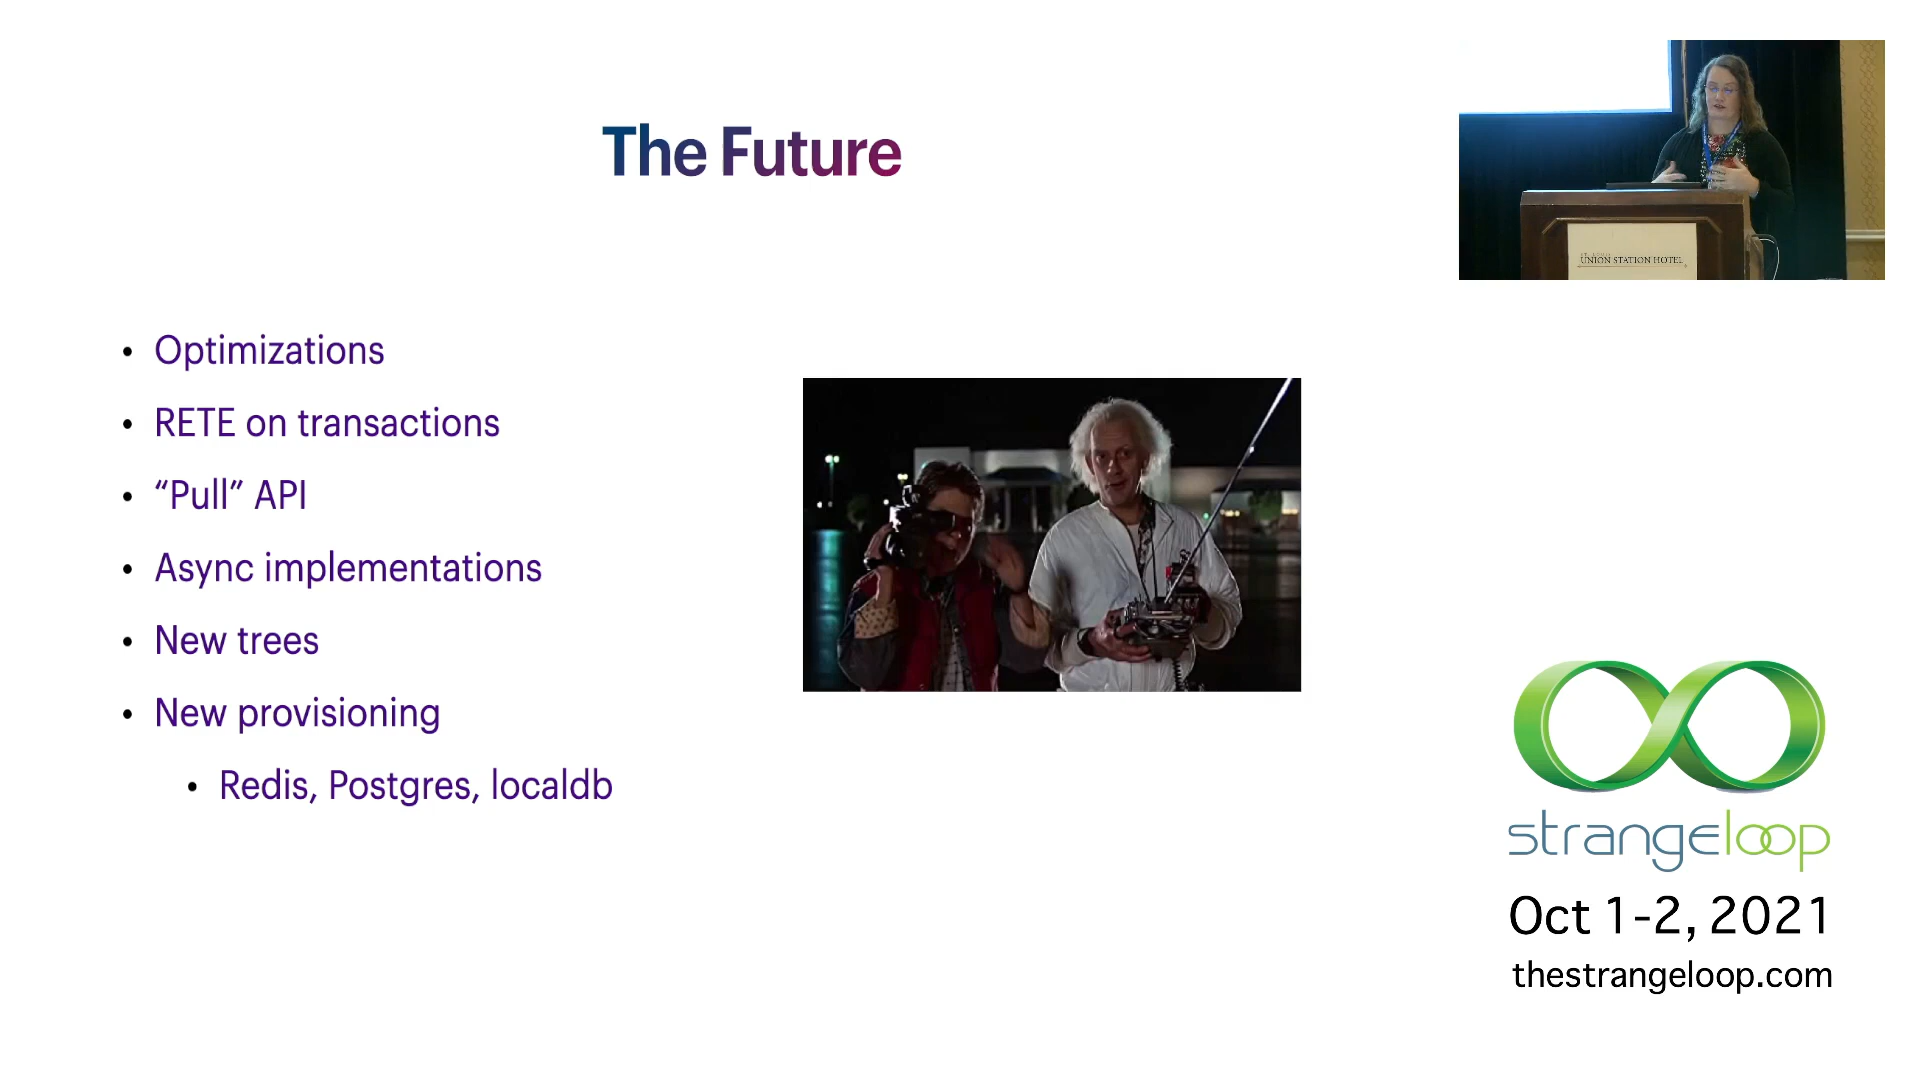 The Future
• Optimizations
• RETE on transactions
• “Pull” API
• Async implementations
• New trees
• New provisioning
• Redis, Postgres, localdb
UNION STATION HOTEL
strangeloop
Oct 1-2, 2021
thestrangeloop.com